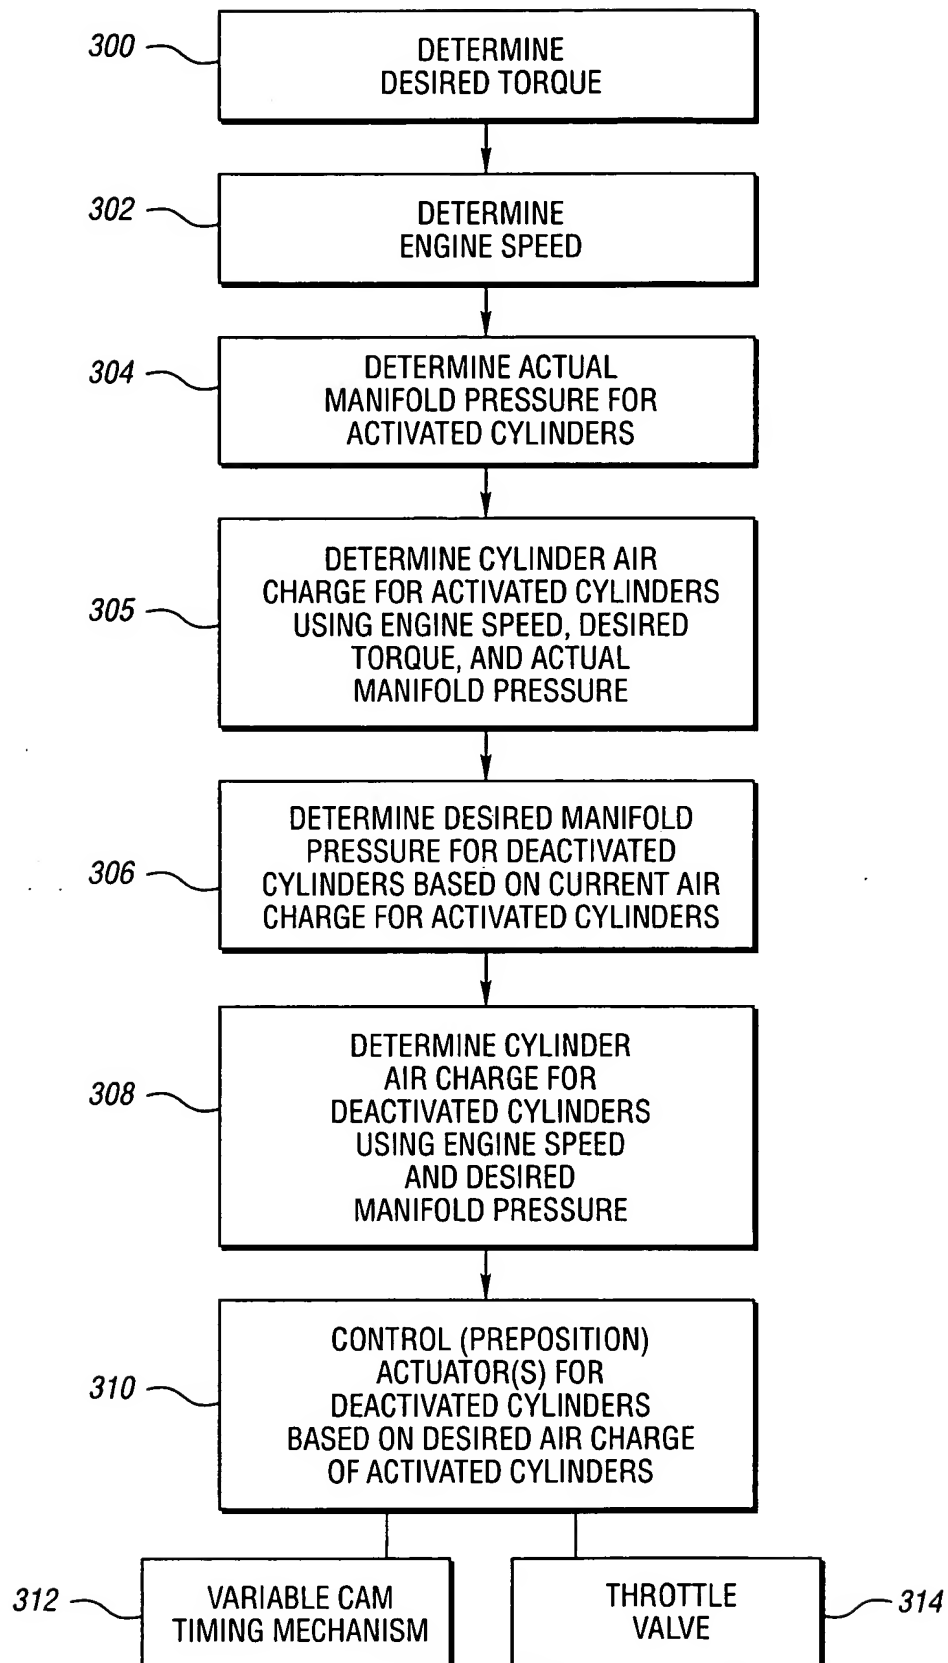 300
DETERMINE
DESIRED TORQUE
302
DETERMINE
ENGINE SPEED
304
DETERMINE ACTUAL
MANIFOLD PRESSURE FOR
ACTIVATED CYLINDERS
305
DETERMINE CYLINDER AIR
CHARGE FOR ACTIVATED CYLINDERS
USING ENGINE SPEED, DESIRED
TORQUE, AND ACTUAL
MANIFOLD PRESSURE
306
DETERMINE DESIRED MANIFOLD
PRESSURE FOR DEACTIVATED
CYLINDERS BASED ON CURRENT AIR
CHARGE FOR ACTIVATED CYLINDERS
308
DETERMINE CYLINDER
AIR CHARGE FOR
DEACTIVATED CYLINDERS
USING ENGINE SPEED
AND DESIRED
MANIFOLD PRESSURE
310
CONTROL (PREPOSITION)
ACTUATOR(S) FOR
DEACTIVATED CYLINDERS
BASED ON DESIRED AIR CHARGE
OF ACTIVATED CYLINDERS
312
VARIABLE CAM
TIMING MECHANISM
THROTTLE
VALVE
314